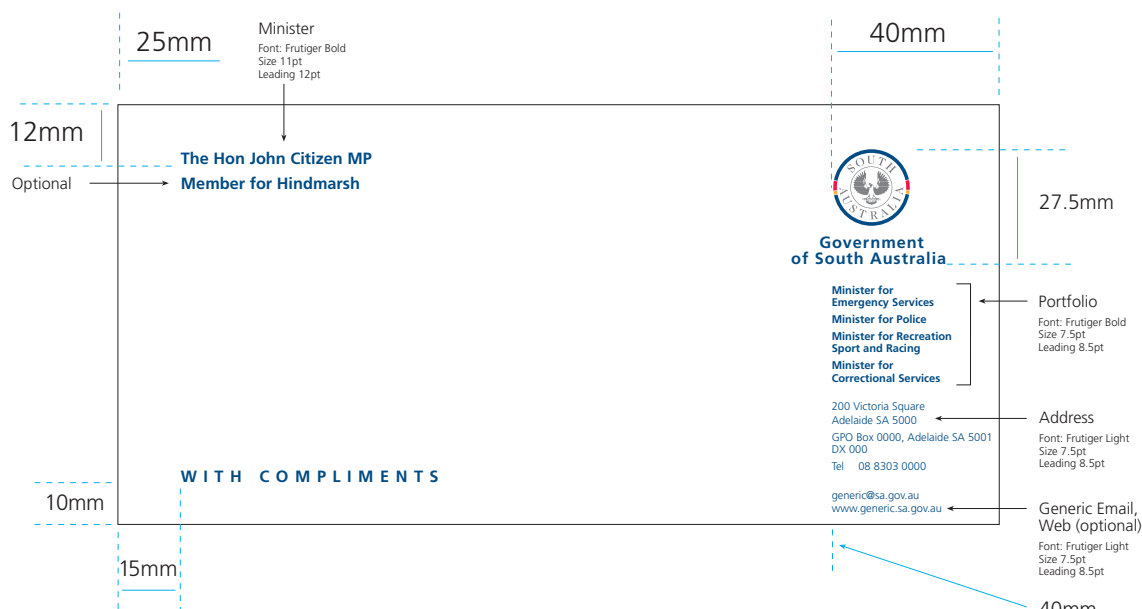 25mm
Minister
Font: Frutiger Bold
Size 11pt
Leading 12pt
40mm
12mm
The Hon John Citizen MP
Optional
Member for Hindmarsh
SOUTH
AUSTRALIA
27.5mm
Government
of South Australia
Minister for
Emergency Services
Minister for Police
Minister for Recreation
Sport and Racing
Minister for
Correctional Services
Portfolio
Font: Frutiger Bold
Size 7.5pt
Leading 8.5pt
200 Victoria Square
Adelaide SA 5000
GPO Box 0000, Adelaide SA 5001
DX 000
Tel 08 8303 0000
Address
Font: Frutiger Light
Size 7.5pt
Leading 8.5pt
WITH COMPLIMENTS
10mm
generic@sa.gov.au
www.generic.sa.gov.au
Generic Email,
Web (optional)
Font: Frutiger Light
Size 7.5pt
Leading 8.5pt
15mm
40mm